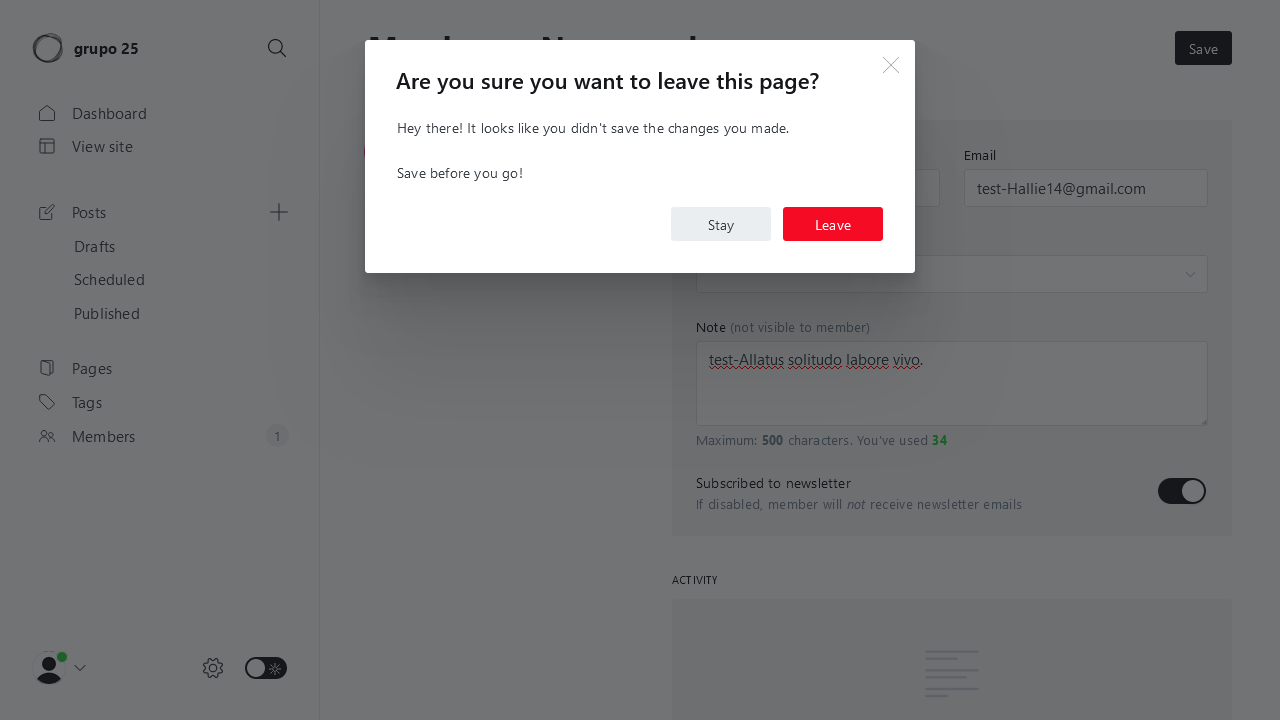 grupo 25
Save
Are you sure you want to leave this page?
Hey there! It looks like you didn't save the changes you made.
Save before you go!
Stay
Leave
Dashboard
View site
Posts
Drafts
Scheduled
Published
Pages
Tags
Members
1
Email
test-Hallie14@gmail.com
Note (not visible to member)
test-Allatus solitudo labore vivo.
Maximum: 500 characters. You've used 34
Subscribed to newsletter
If disabled, member will not receive newsletter emails
ACTIVITY